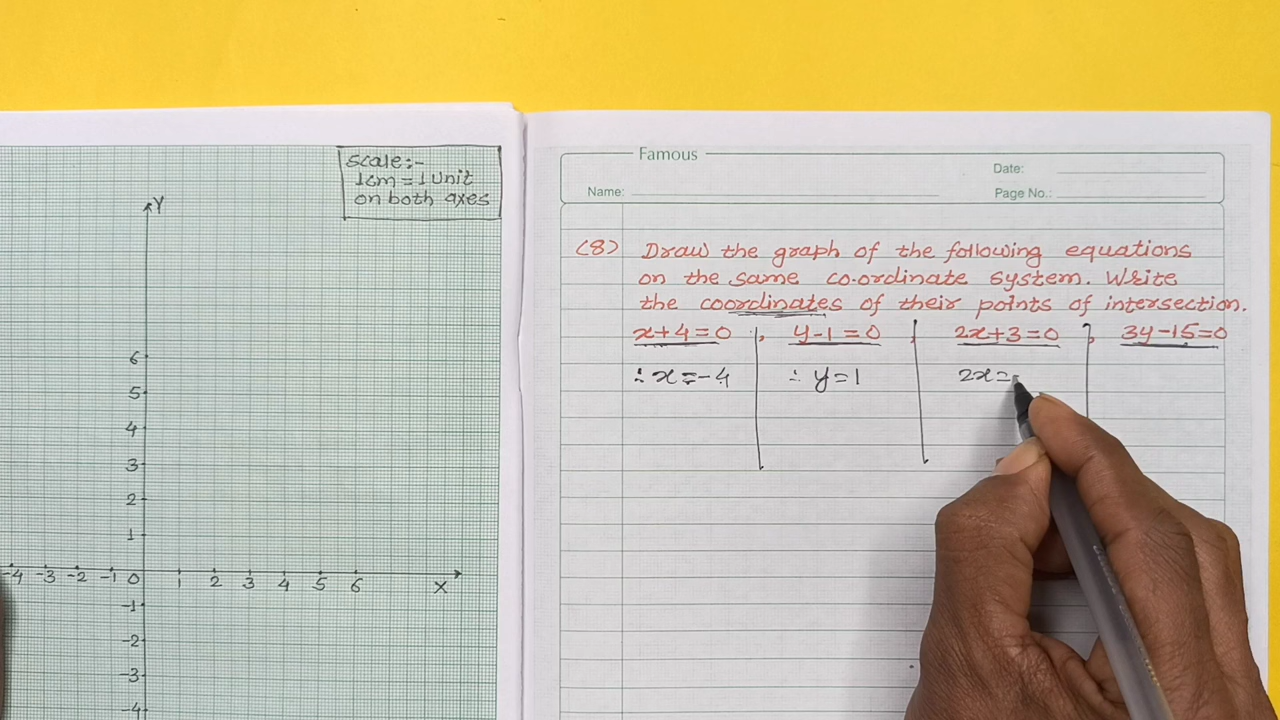 Scale:-
1cm = 1 Unit
on both axes
Y
6
5
4
3
2
1
-4 -3 -2 -1 0 1 2 3 4 5 6 X
-1
-2
-3
-4
Famous
Date:
Name:
Page No.:
(8) Draw the graph of the following equations
on the same co.ordinate system. Write
the coordinates of their points of intersection.
x+4=0, y-1=0, 2x+3=0, 3y-15=0
∴ x=-4 ∴ y=1 2x=-